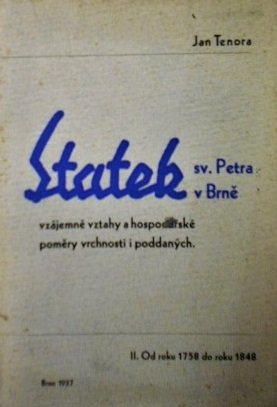 Jan Tenora
Statek sv. Petra
v Brně
vzájemné vztahy a hospodářské
poměry vrchnosti i poddaných.
II. Od roku 1758 do roku 1848
Brno 1937